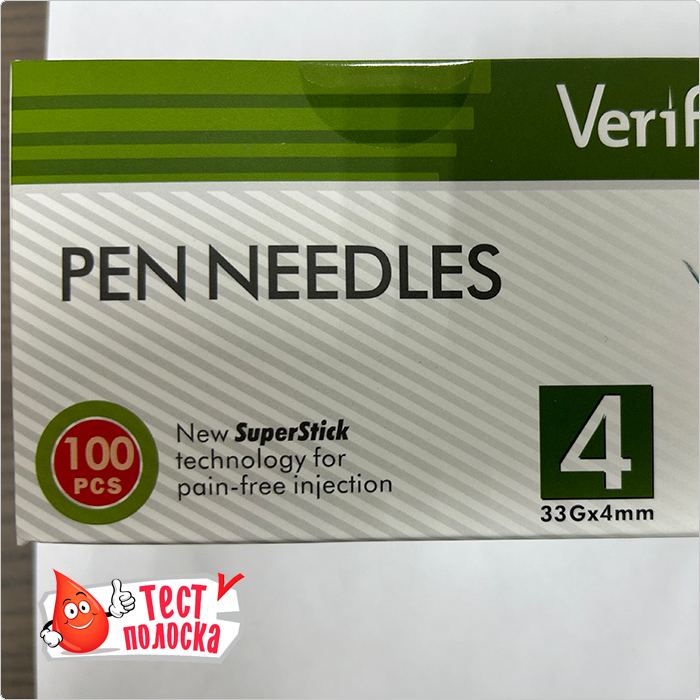 Verif
PEN NEEDLES
100
PCS
New SuperStick
technology for
pain-free injection
4
33Gx4mm
ТЕСТ
ПОЛОСКА